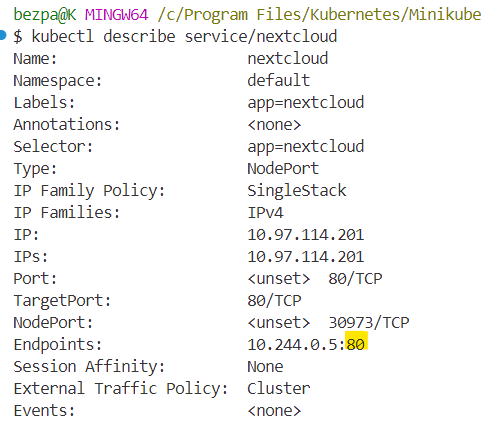 bezpa@K MINGW64 /c/Program Files/Kubernetes/Minikube
$ kubectl describe service/nextcloud
Name: nextcloud
Namespace: default
Labels: app=nextcloud
Annotations: <none>
Selector: app=nextcloud
Type: NodePort
IP Family Policy: SingleStack
IP Families: IPv4
IP: 10.97.114.201
IPs: 10.97.114.201
Port: <unset> 80/TCP
TargetPort: 80/TCP
NodePort: <unset> 30973/TCP
Endpoints: 10.244.0.5:80
Session Affinity: None
External Traffic Policy: Cluster
Events: <none>